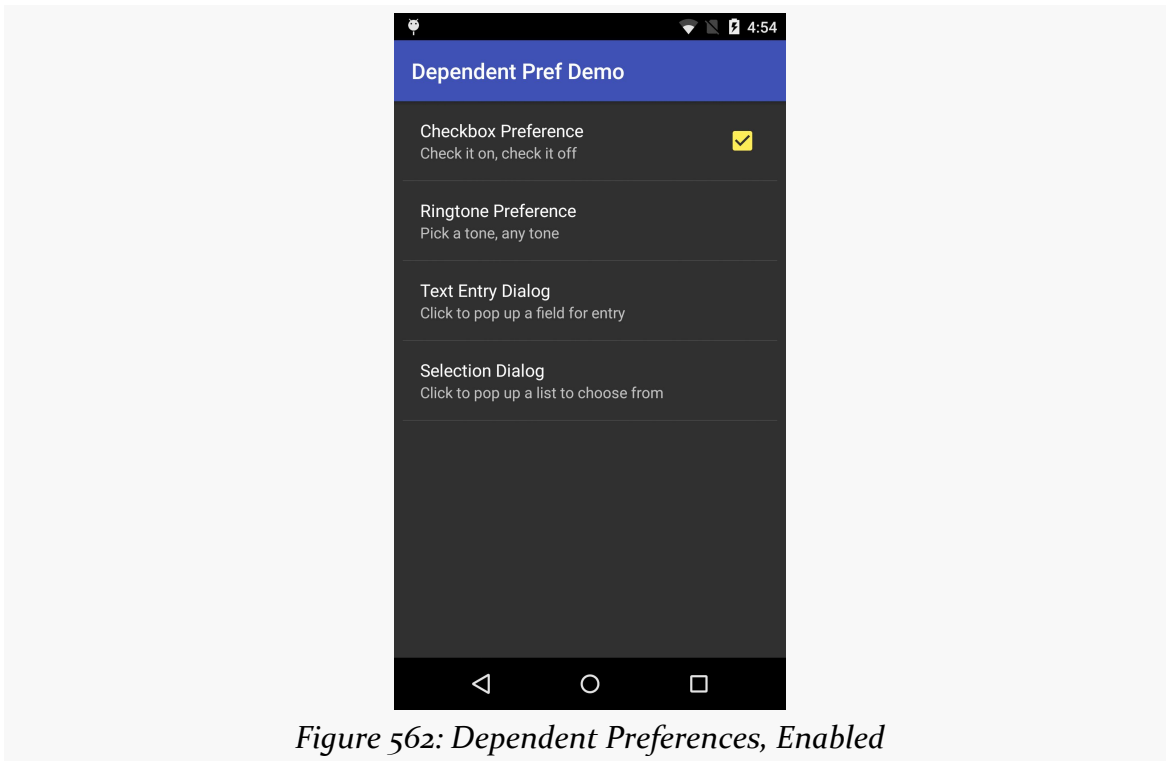 4:54
Dependent Pref Demo
Checkbox Preference
Check it on, check it off
Ringtone Preference
Pick a tone, any tone
Text Entry Dialog
Click to pop up a field for entry
Selection Dialog
Click to pop up a list to choose from
Figure 562: Dependent Preferences, Enabled